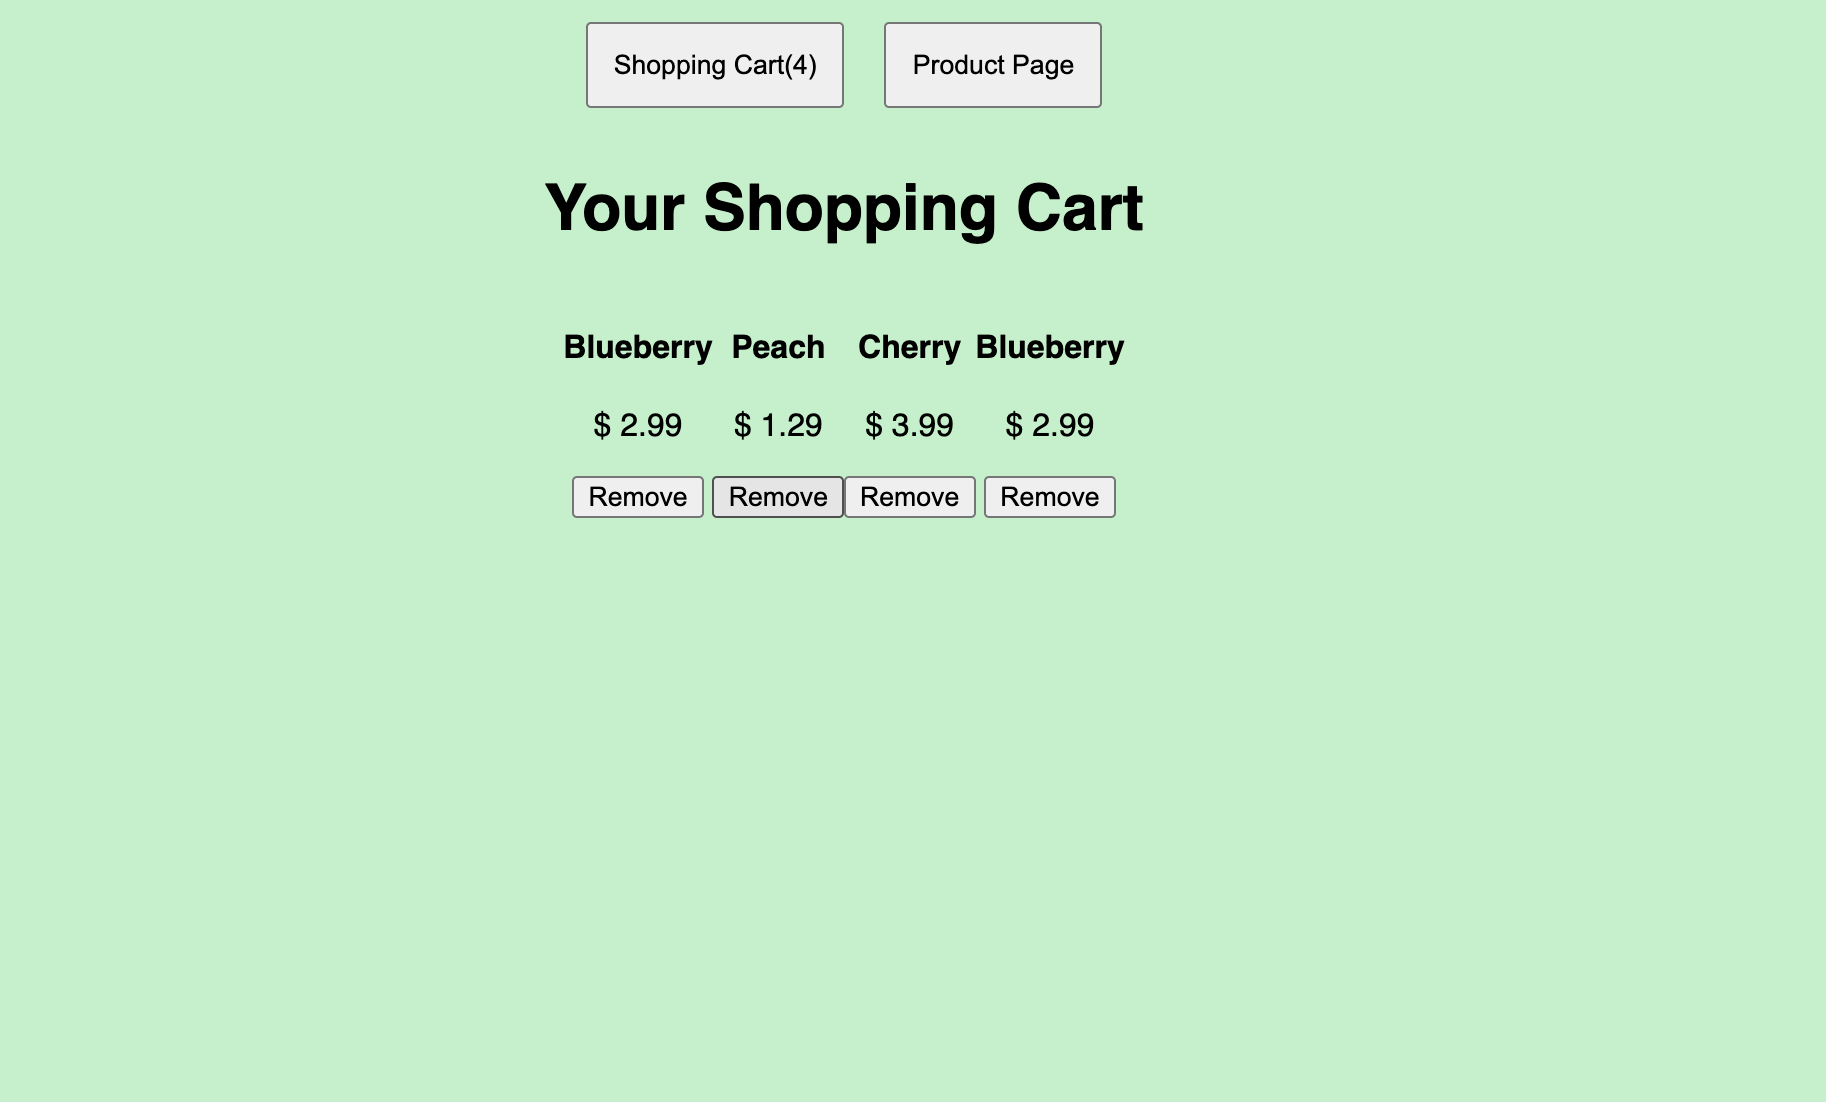 Shopping Cart(4) Product Page
Your Shopping Cart
Blueberry Peach Cherry Blueberry
$ 2.99 $ 1.29 $ 3.99 $ 2.99
Remove Remove Remove Remove